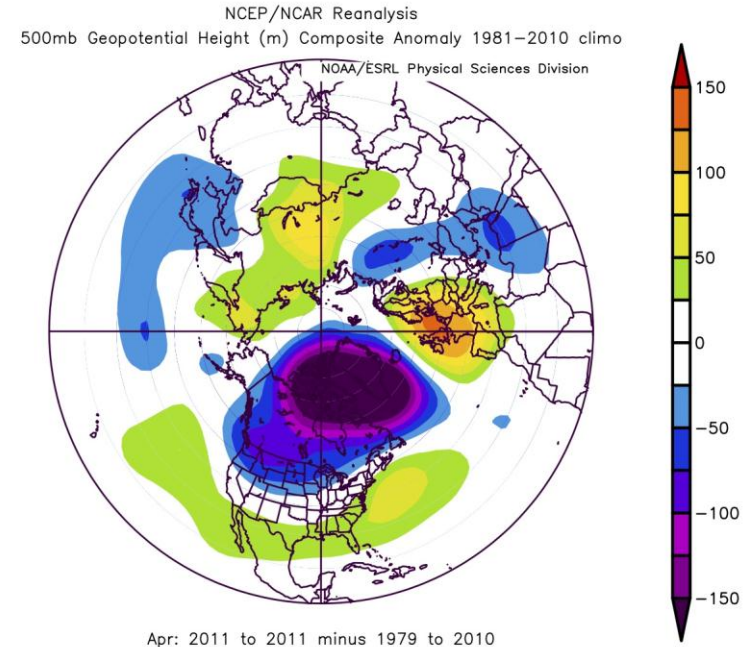 NCEP/NCAR Reanalysis
500mb Geopotential Height (m) Composite Anomaly 1981−2010 climo
NOAA/ESRL Physical Sciences Division
150
100
50
0
−50
−100
−150
Apr: 2011 to 2011 minus 1979 to 2010